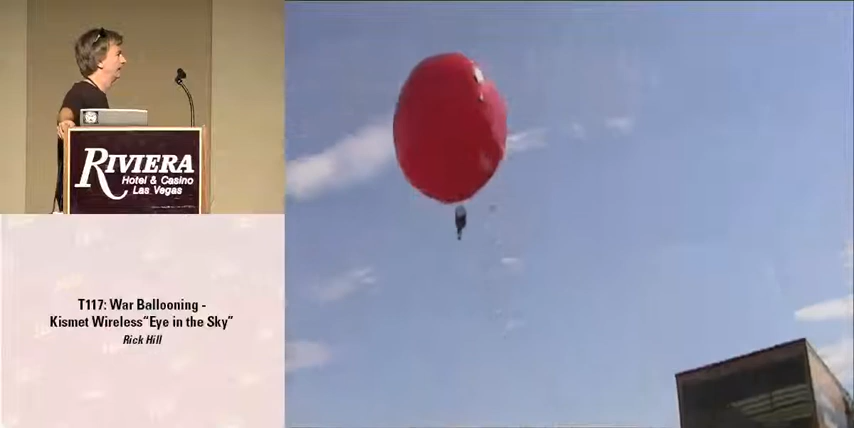 RIVIERA
Hotel & Casino
Las Vegas
T117: War Ballooning -
Kismet Wireless“Eye in the Sky”
Rick Hill